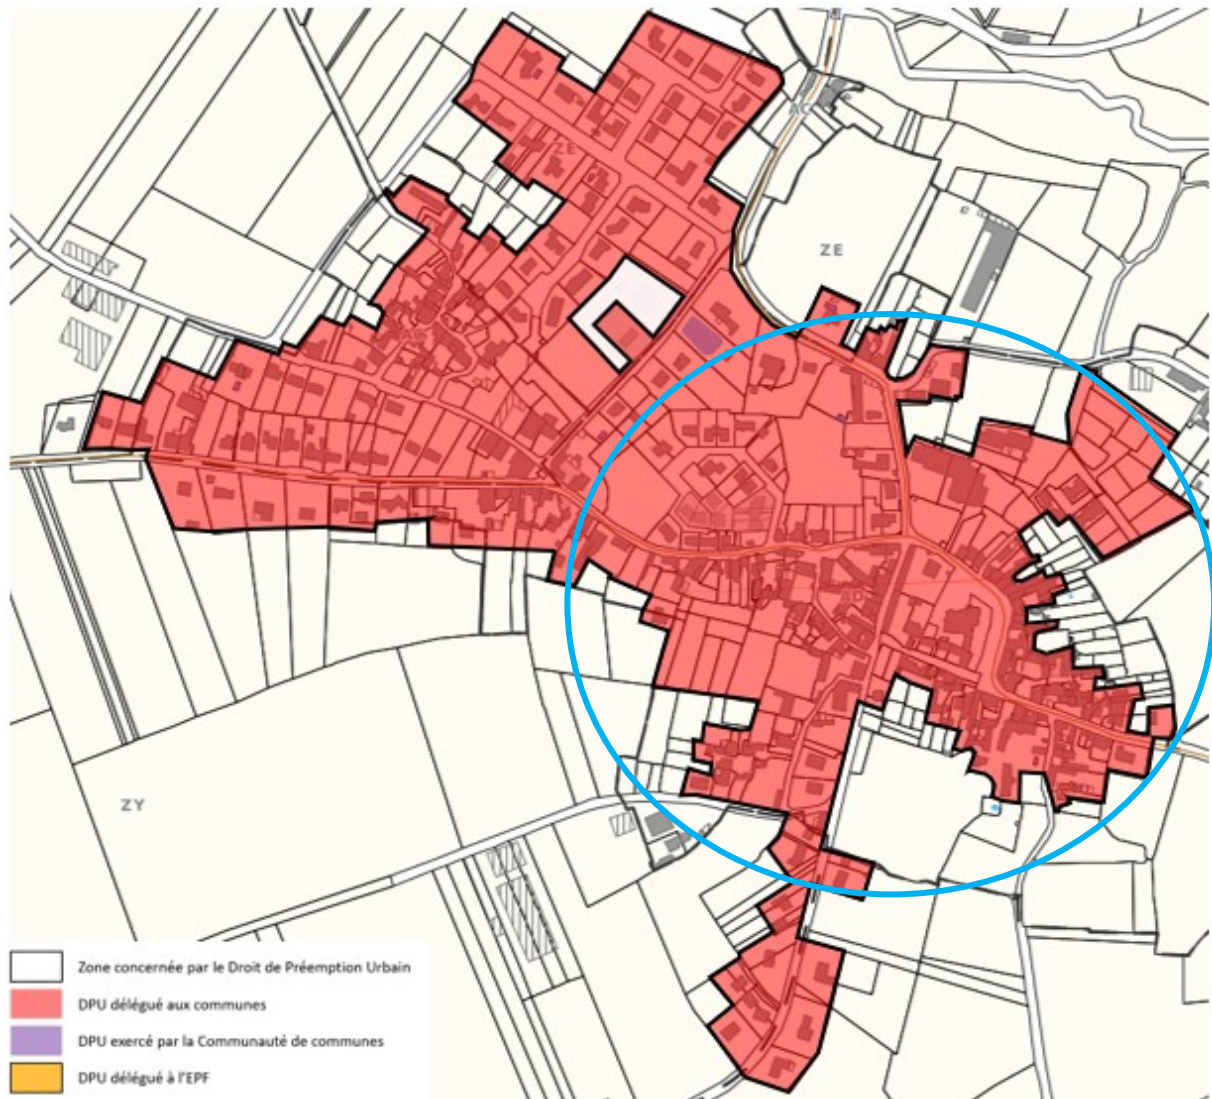 AC
ZE
ZE
AD
ZY
Zone concernée par le Droit de Préemption Urbain
DPU délégué aux communes
DPU exercé par la Communauté de communes
DPU délégué à l'EPF